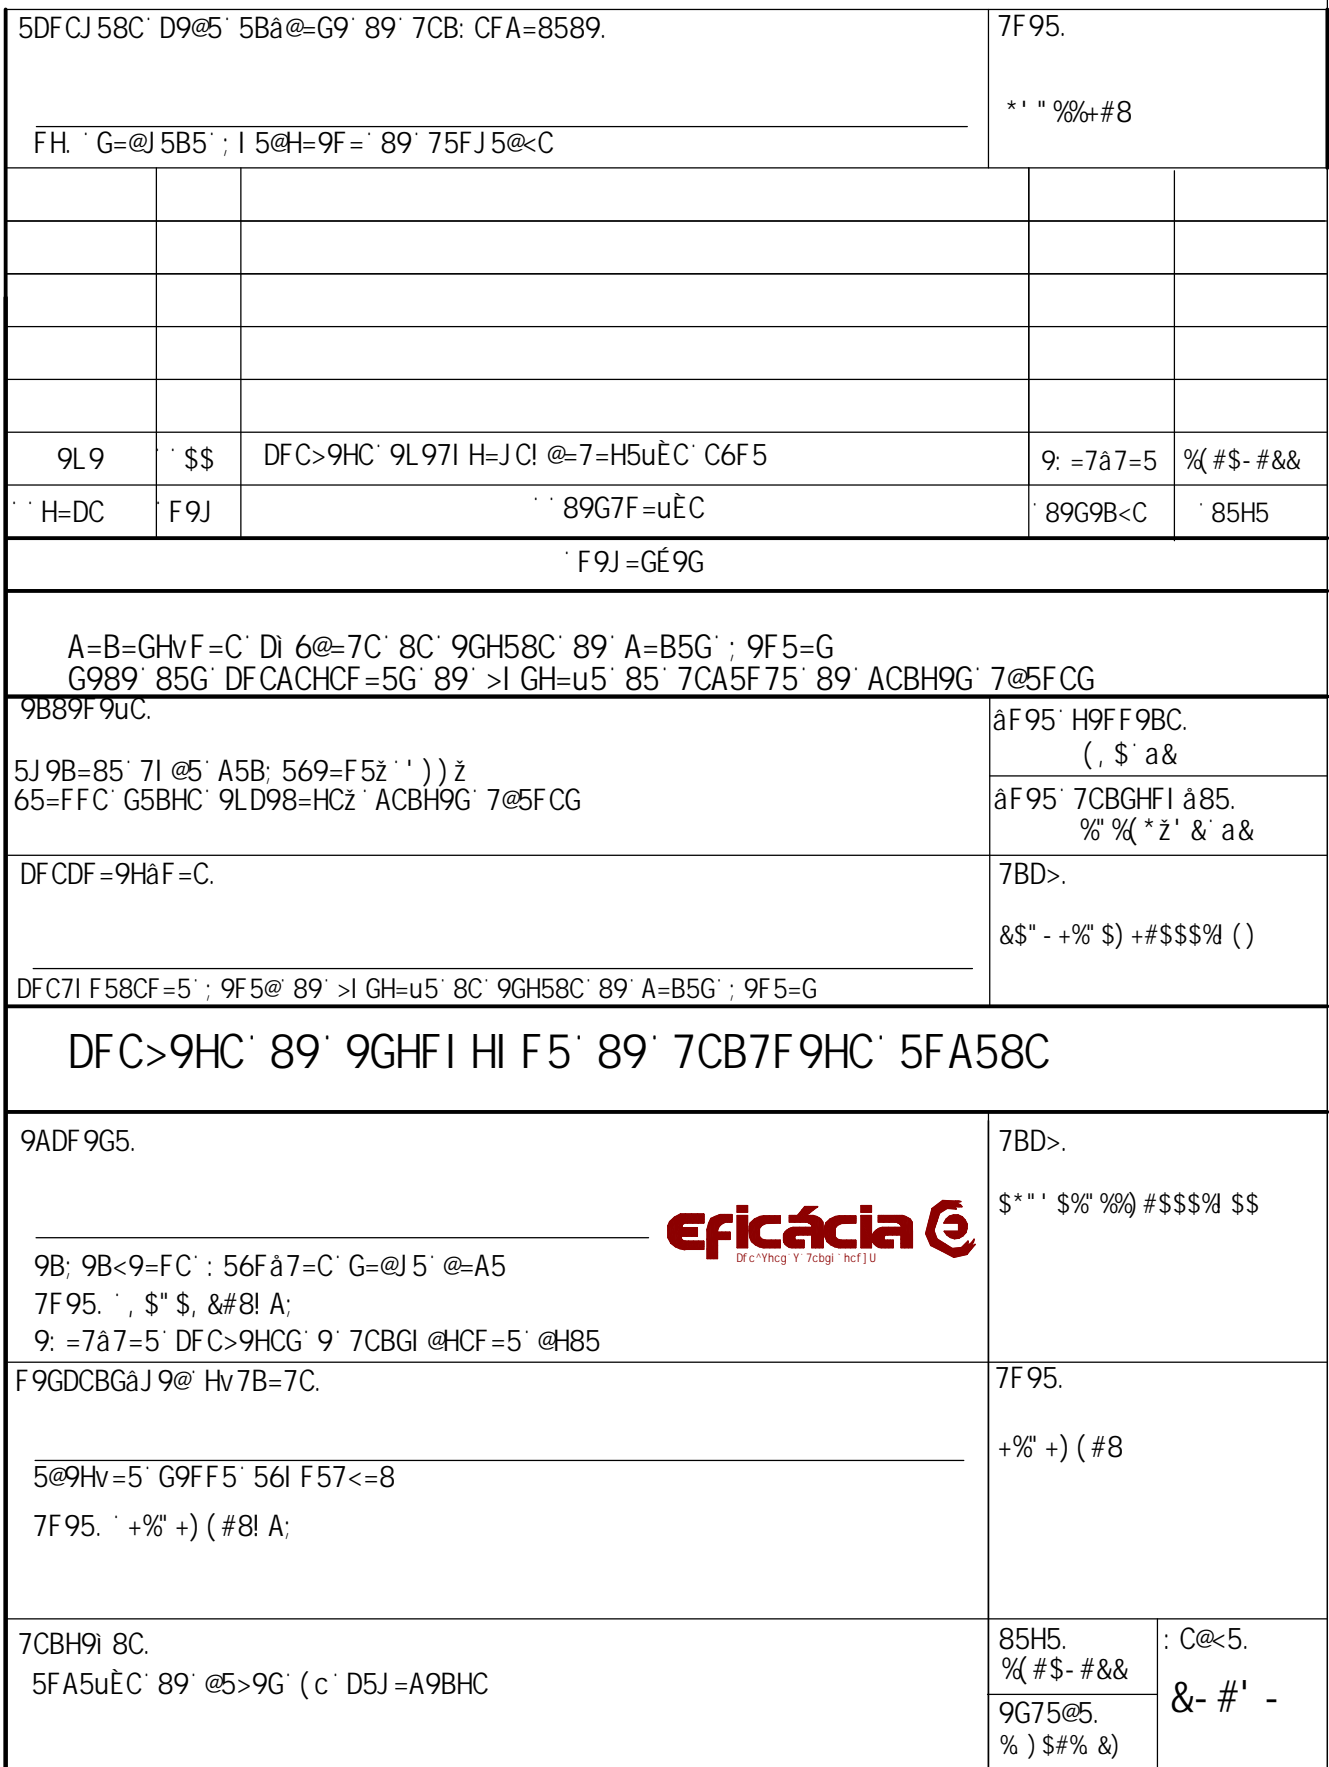 5DFCJ58C˙D9@5˙5Bâ@=G9˙89˙7CB:CFA=8589.
7F95.
*'"%%+#8
FH.˙G=@J5B5˙;I5@H=9F=˙89˙75FJ5@<C
9L9 ˙˙$$ DFC>9HC˙9L97IH=JC!@=7=H5uÈC˙C6F5 9:=7â7=5 %(#$-#&&
˙˙H=DC ˙F9J ˙˙89G7F=uÈC ˙89G9B<C ˙85H5
˙F9J=GÉ9G
A=B=GHvF=C˙Dì6@=7C˙8C˙9GH58C˙89˙A=B5G˙;9F5=G
G989˙85G˙DFCACHCF=5G˙89˙>IGH=u5˙85˙7CA5F75˙89˙ACBH9G˙7@5FCG
9B89F9uC.
5J9B=85˙7I@5˙A5B;569=F5ž˙'))ž
65=FFC˙G5BHC˙9LD98=HCž˙ACBH9G˙7@5FCG
âF95˙H9FF9BC.
(,$˙a&
âF95˙7CBGHFIå85.
%"%(*ž'&˙a&
DFCDF=9HâF=C.
7BD>.
&$"-+%"$)+#$$$%!()
DFC7IF58CF=5˙;9F5@˙89˙>IGH=u5˙8C˙9GH58C˙89˙A=B5G˙;9F5=G
DFC>9HC˙89˙9GHFIHIF5˙89˙7CB7F9HC˙5FA58C
9ADF9G5.
7BD>.
$*"'$%"%%)#$$$%!$$
eficácia
Dfc^Yhcg˙Y˙7cbgi`hcf]U
9B;9B<9=FC˙:56Få7=C˙G=@J5˙@=A5
7F95.˙,$"$,&#8!A;
9:=7â7=5˙DFC>9HCG˙9˙7CBGI@HCF=5˙@H85
F9GDCBGâJ9@˙Hv7B=7C.
7F95.
+%"+)(#8
5@9Hv=5˙G9FF5˙56IF57<=8
7F95.˙+%"+)(#8!A;
7CBH9ì8C.
5FA5uÈC˙89˙@5>9G˙(c˙D5J=A9BHC
85H5.
%(#$-#&&
:C@<5.
&-#'-
9G75@5.
%)$#%&)